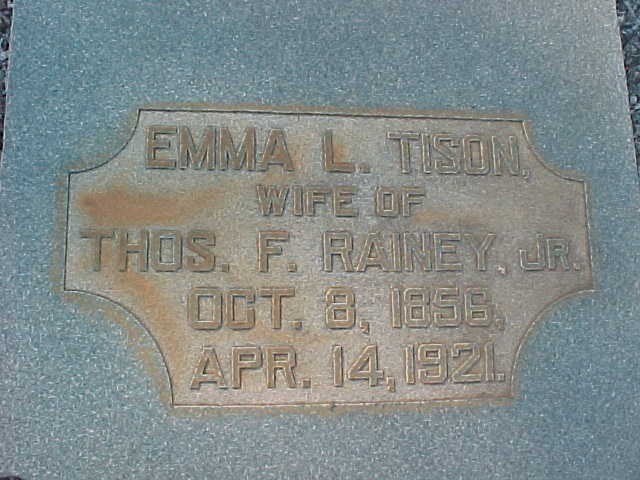 EMMA L. TISON,
WIFE OF
THOS. F. RAINEY, JR.
OCT. 8, 1856,
APR. 14, 1921.